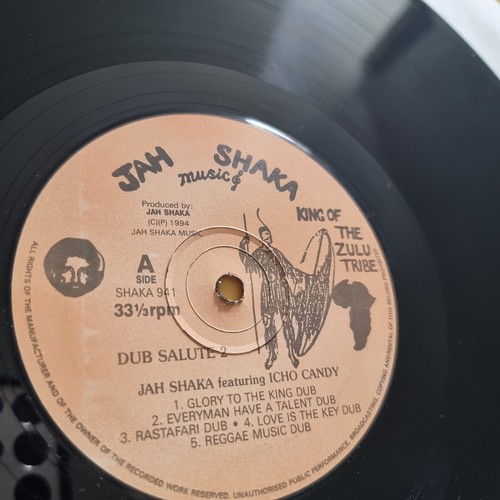 JAH SHAKA
music
KING OF
THE
ZULU
TRIBE
Produced by:
JAH SHAKA
(C)(P) 1994
JAH SHAKA MUSIC
A
SIDE
SHAKA 941
33⅓rpm
DUB SALUTE 2
JAH SHAKA featuring ICHO CANDY
1. GLORY TO THE KING DUB
2. EVERYMAN HAVE A TALENT DUB
3. RASTAFARI DUB • 4. LOVE IS THE KEY DUB
5. REGGAE MUSIC DUB
ALL RIGHTS OF THE MANUFACTURER AND OF THE OWNER OF THE RECORDED WORK RESERVED. UNAUTHORISED PUBLIC PERFORMANCE, BROADCASTING, COPYING AND RENTAL OF THIS RECORD PROHIBITED